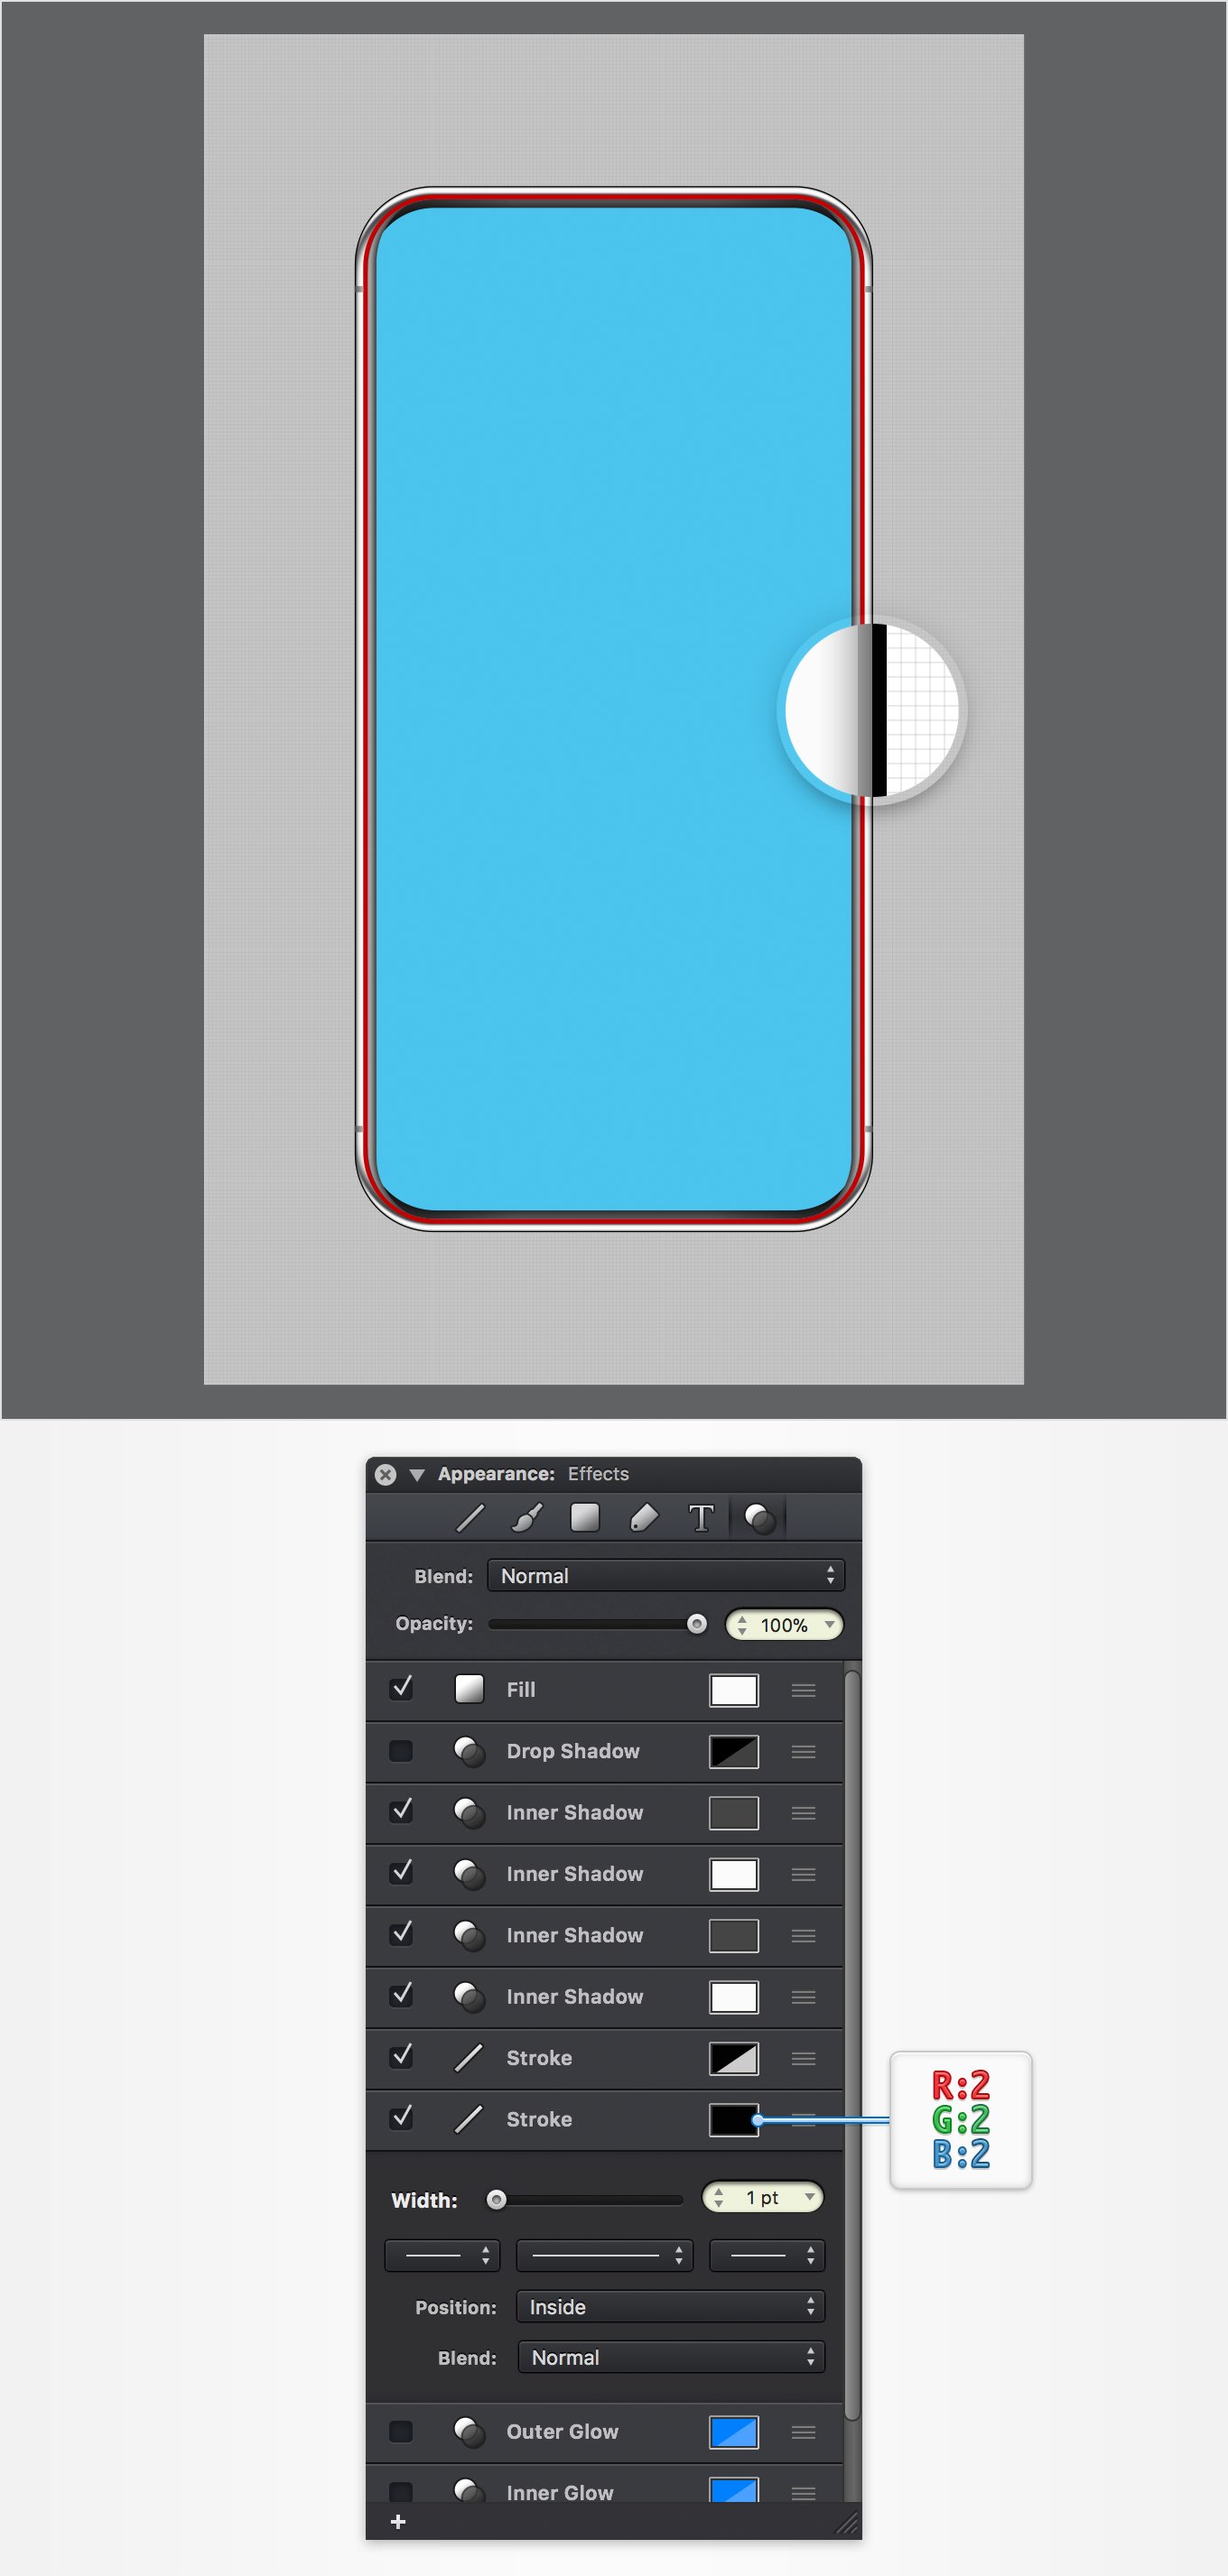 Appearance: Effects
T
Blend: Normal
Opacity: 100%
Fill
Drop Shadow
Inner Shadow
Inner Shadow
Inner Shadow
Inner Shadow
Stroke
Stroke
R:2
G:2
B:2
Width: 1 pt
Position: Inside
Blend: Normal
Outer Glow
Inner Glow
+